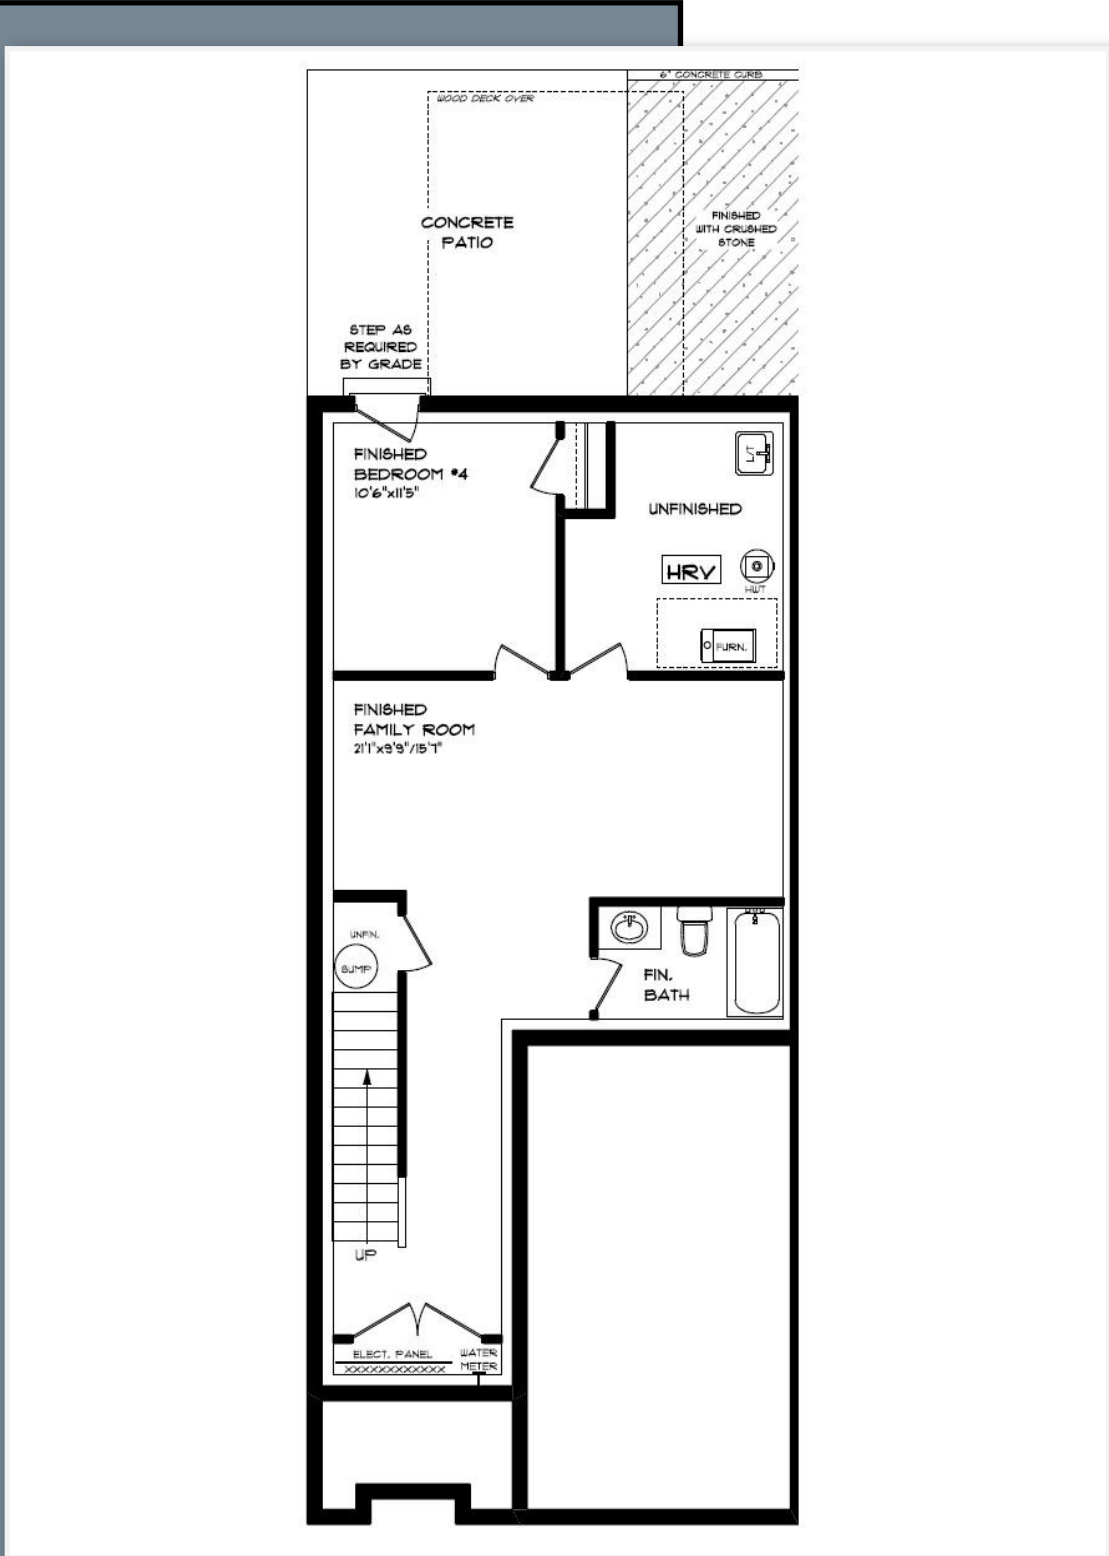 6" CONCRETE CURB
WOOD DECK OVER
CONCRETE
PATIO
FINISHED
WITH CRUSHED
STONE
STEP AS
REQUIRED
BY GRADE
FINISHED
BEDROOM #4
10'6"x11'5"
LST
UNFINISHED
HRV
HWT
FURN.
FINISHED
FAMILY ROOM
21'1"x9'9"/15'7"
UNFIN.
SUMP
FIN.
BATH
UP
ELECT. PANEL
XXXXXXXXXXXX
WATER
METER